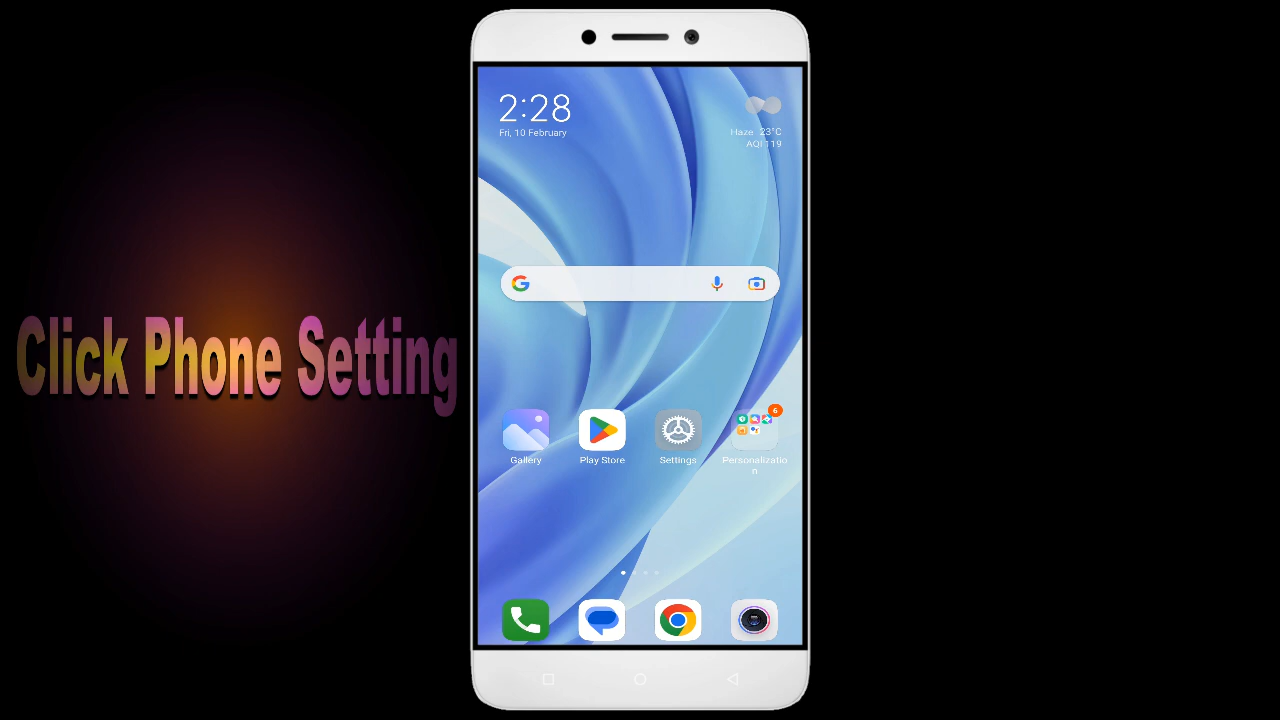 2:28
Fri, 10 February
Haze 23°C
AQI 119
Click Phone Setting
6
Gallery
Play Store
Settings
Personalizatio
n